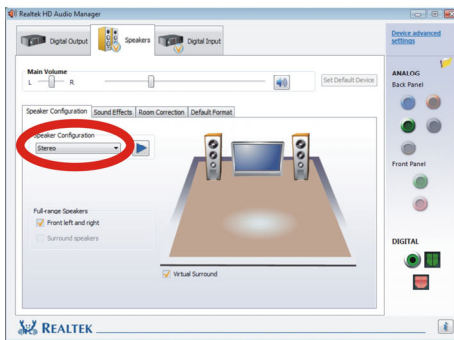 Realtek HD Audio Manager
Digital Output
Speakers
Digital Input
Device advanced
settings
Main Volume
L
R
Set Default Device
ANALOG
Back Panel
Speaker Configuration
Sound Effects
Room Correction
Default Format
Speaker Configuration
Stereo
Front Panel
Full-range Speakers
Front left and right
Surround speakers
Virtual Surround
DIGITAL
REALTEK
i